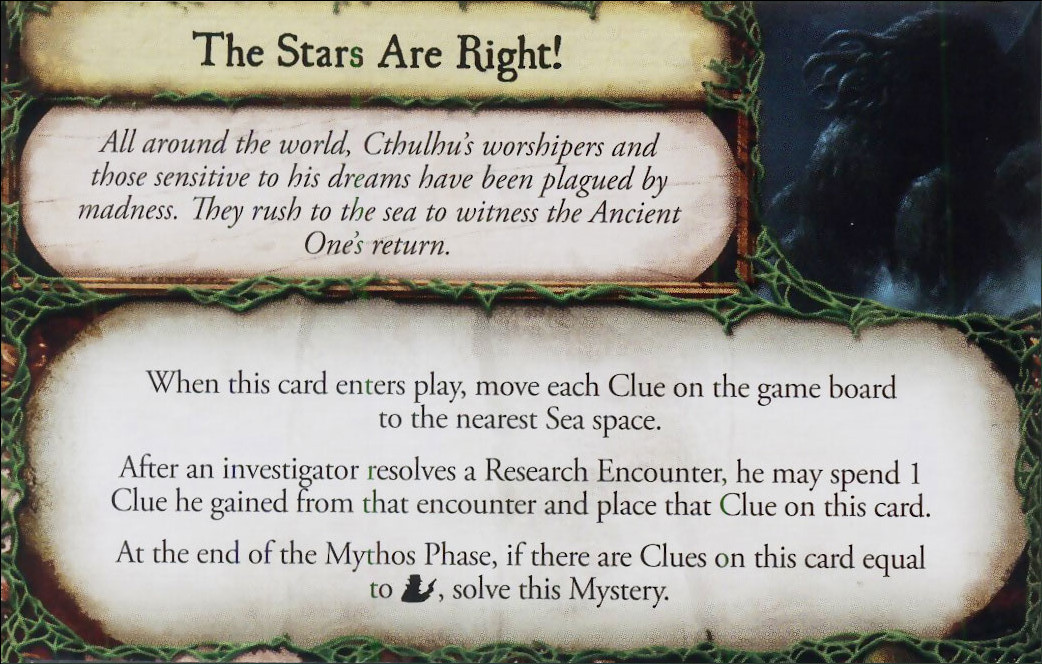 The Stars Are Right!
All around the world, Cthulhu's worshipers and
those sensitive to his dreams have been plagued by
madness. They rush to the sea to witness the Ancient
One's return.
When this card enters play, move each Clue on the game board
to the nearest Sea space.
After an investigator resolves a Research Encounter, he may spend 1
Clue he gained from that encounter and place that Clue on this card.
At the end of the Mythos Phase, if there are Clues on this card equal
to , solve this Mystery.